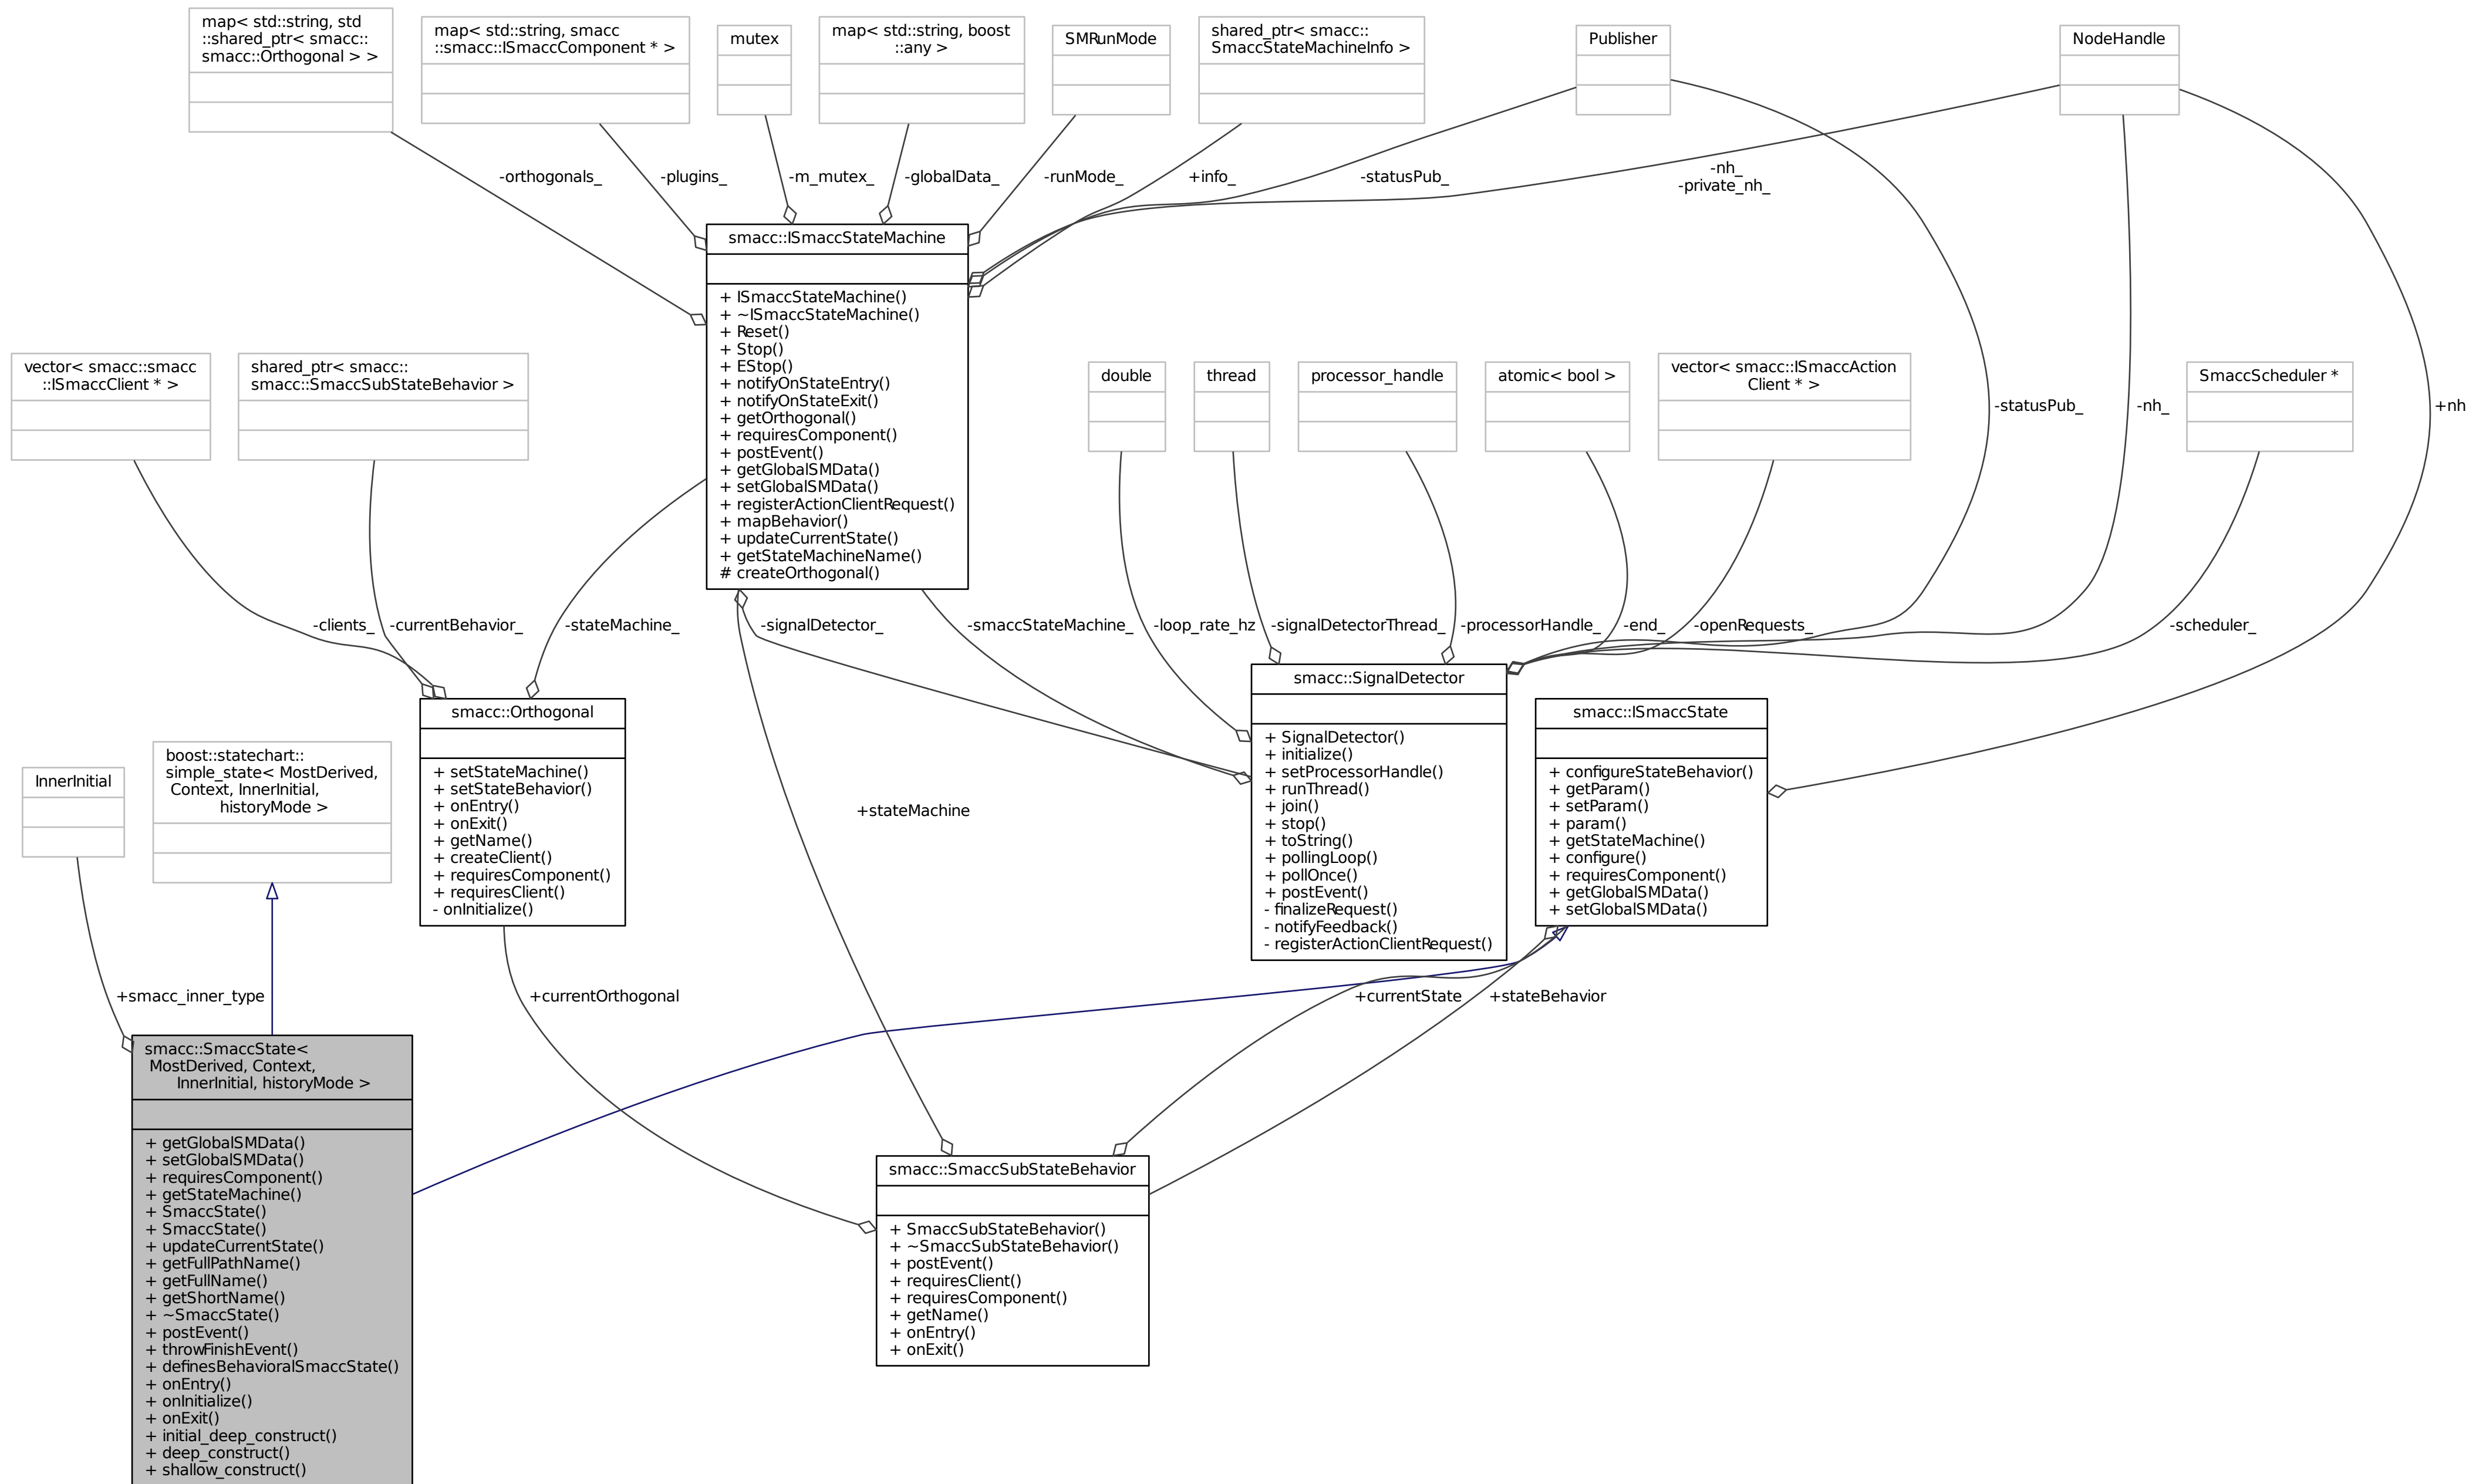 map< std::string, std
::shared_ptr< smacc::
smacc::Orthogonal > >
map< std::string, smacc
::smacc::ISmaccComponent * >
mutex
map< std::string, boost
::any >
SMRunMode
shared_ptr< smacc::
SmaccStateMachineInfo >
Publisher
NodeHandle
-orthogonals_
-plugins_
-m_mutex_
-globalData_
-runMode_
+info_
-statusPub_
-nh_
-private_nh_
smacc::ISmaccStateMachine
+ ISmaccStateMachine()
+ ~ISmaccStateMachine()
+ Reset()
+ Stop()
+ EStop()
+ notifyOnStateEntry()
+ notifyOnStateExit()
+ getOrthogonal()
+ requiresComponent()
+ postEvent()
+ getGlobalSMData()
+ setGlobalSMData()
+ registerActionClientRequest()
+ mapBehavior()
+ updateCurrentState()
+ getStateMachineName()
# createOrthogonal()
vector< smacc::smacc
::ISmaccClient * >
shared_ptr< smacc::
smacc::SmaccSubStateBehavior >
double
thread
processor_handle
atomic< bool >
vector< smacc::ISmaccAction
Client * >
SmaccScheduler *
-statusPub_
-nh_
+nh
-clients_
-currentBehavior_
-stateMachine_
-signalDetector_
-smaccStateMachine_
-loop_rate_hz
-signalDetectorThread_
-processorHandle_
-end_
-openRequests_
-scheduler_
smacc::Orthogonal
+ setStateMachine()
+ setStateBehavior()
+ onEntry()
+ onExit()
+ getName()
+ createClient()
+ requiresComponent()
+ requiresClient()
- onInitialize()
smacc::SignalDetector
+ SignalDetector()
+ initialize()
+ setProcessorHandle()
+ runThread()
+ join()
+ stop()
+ toString()
+ pollingLoop()
+ pollOnce()
+ postEvent()
- finalizeRequest()
- notifyFeedback()
- registerActionClientRequest()
smacc::ISmaccState
+ configureStateBehavior()
+ getParam()
+ setParam()
+ param()
+ getStateMachine()
+ configure()
+ requiresComponent()
+ getGlobalSMData()
+ setGlobalSMData()
InnerInitial
boost::statechart::
simple_state< MostDerived,
Context, InnerInitial,
historyMode >
+stateMachine
+smacc_inner_type
+currentOrthogonal
+currentState
+stateBehavior
smacc::SmaccState<
MostDerived, Context,
InnerInitial, historyMode >
+ getGlobalSMData()
+ setGlobalSMData()
+ requiresComponent()
+ getStateMachine()
+ SmaccState()
+ SmaccState()
+ updateCurrentState()
+ getFullPathName()
+ getFullName()
+ getShortName()
+ ~SmaccState()
+ postEvent()
+ throwFinishEvent()
+ definesBehavioralSmaccState()
+ onEntry()
+ onInitialize()
+ onExit()
+ initial_deep_construct()
+ deep_construct()
+ shallow_construct()
smacc::SmaccSubStateBehavior
+ SmaccSubStateBehavior()
+ ~SmaccSubStateBehavior()
+ postEvent()
+ requiresClient()
+ requiresComponent()
+ getName()
+ onEntry()
+ onExit()